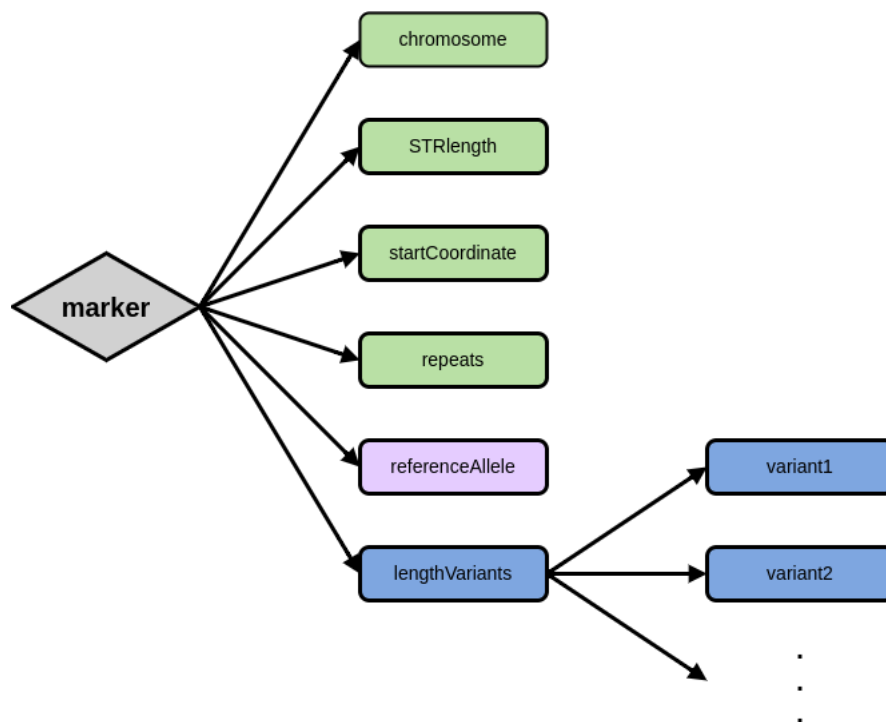 chromosome
STRlength
startCoordinate
marker
repeats
referenceAllele
variant1
lengthVariants
variant2
.
.
.